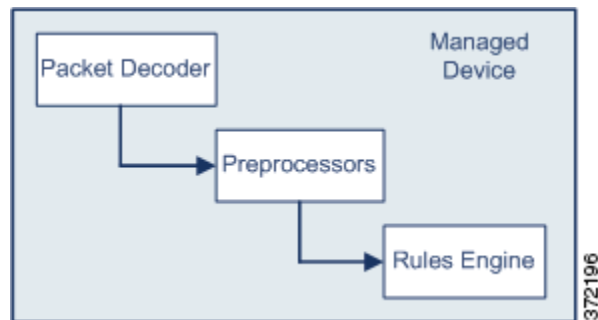 Packet Decoder
Managed
Device
Preprocessors
Rules Engine
372196